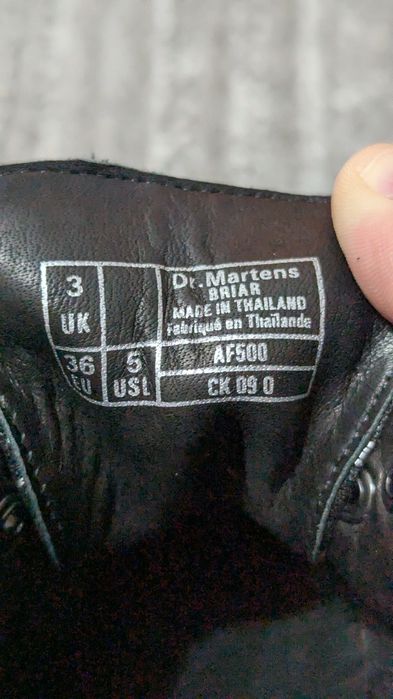 3
UK
36
EU
5
USL
Dr. Martens
BRIAR
MADE IN THAILAND
Fabriqué en Thaïlande
AF500
CK 09 0